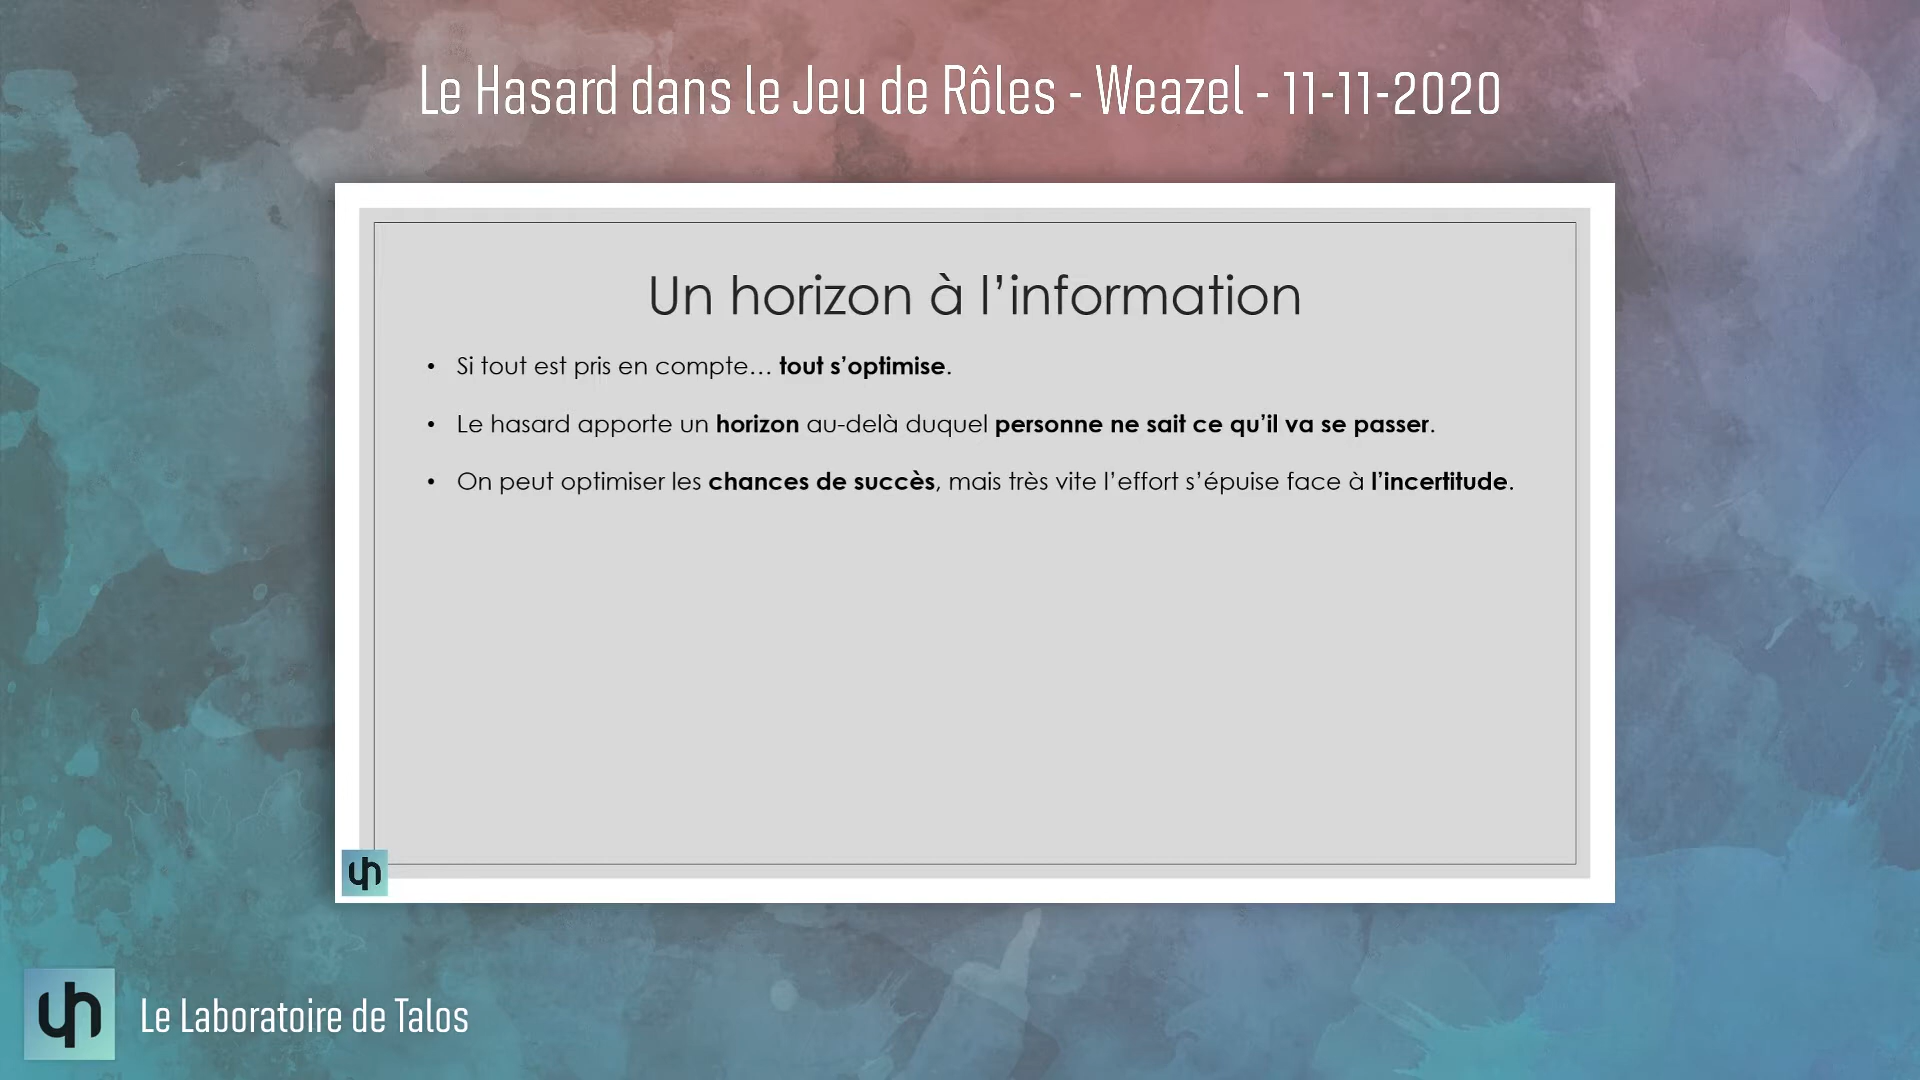 Le Hasard dans le Jeu de Rôles - Weazel - 11-11-2020
Un horizon à l’information
• Si tout est pris en compte… tout s’optimise.
• Le hasard apporte un horizon au-delà duquel personne ne sait ce qu’il va se passer.
• On peut optimiser les chances de succès, mais très vite l’effort s’épuise face à l’incertitude.
Le Laboratoire de Talos